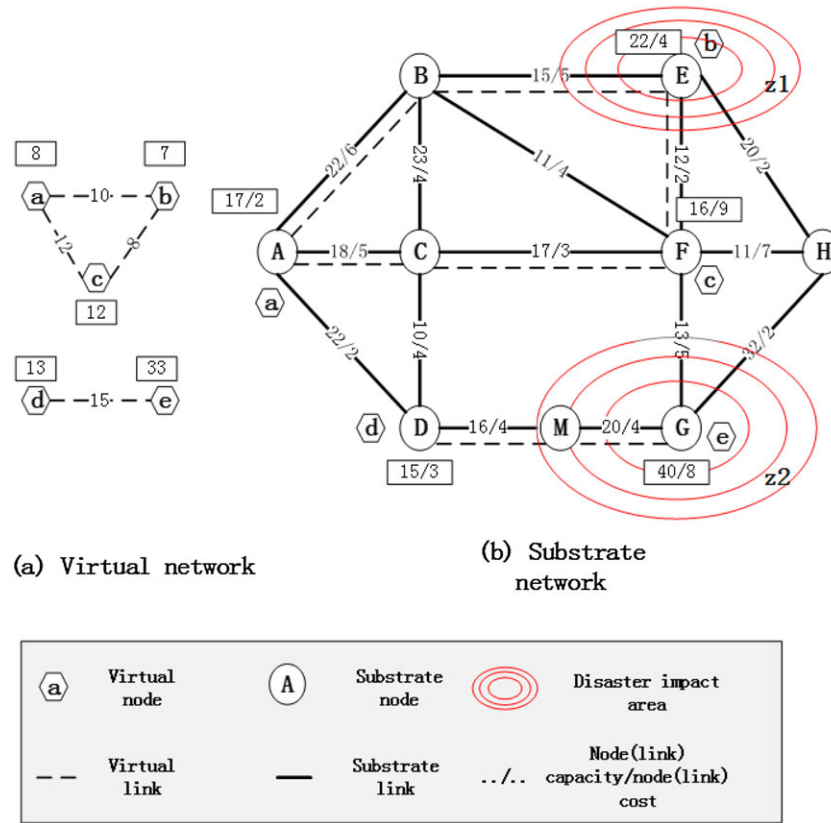 22/4
b
B
15/5
E
z1
8
7
a
10
b
22/6
23/4
11/4
12/2
20/2
17/2
16/9
12
8
c
12
A
18/5
C
17/3
F
11/7
H
a
c
22/2
10/4
13/5
32/2
13
33
d
15
e
d
D
16/4
M
20/4
G
e
15/3
40/8
z2
(a) Virtual network
(b) Substrate
network
a
Virtual
node
A
Substrate
node
Disaster impact
area
Virtual
link
Substrate
link
../..
Node(link)
capacity/node(link)
cost